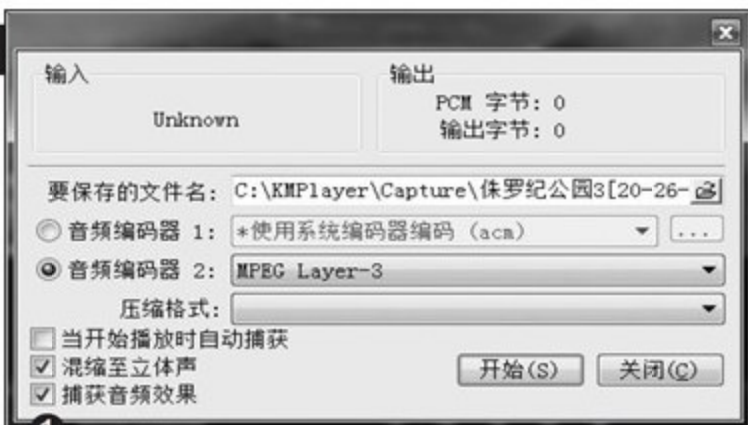 输入
Unknown
输出
PCM 字节: 0
输出字节: 0
要保存的文件名: C:\KMPlayer\Capture\侏罗纪公园3[20-26-
音频编码器 1: *使用系统编码器编码 (acm) ...
音频编码器 2: MPEG Layer-3
压缩格式:
当开始播放时自动捕获
混缩至立体声
捕获音频效果
开始(S) 关闭(C)